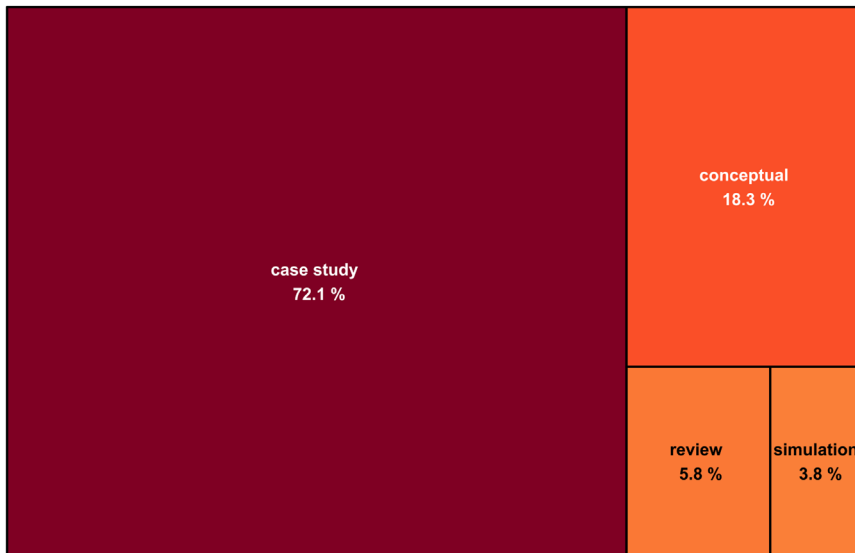 case study
72.1 %
conceptual
18.3 %
review
5.8 %
simulation
3.8 %